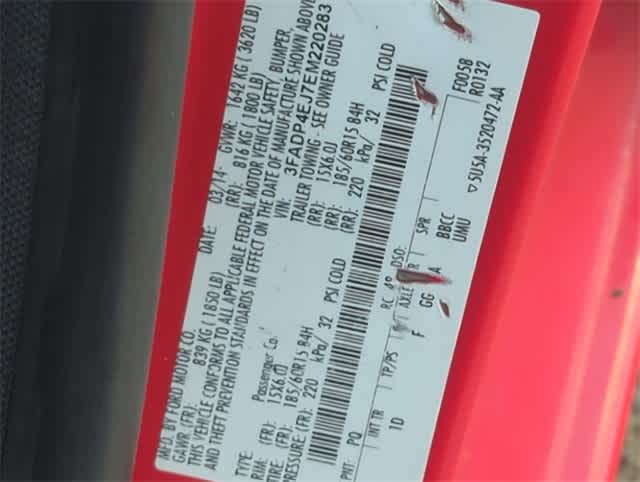 MFD. BY FORD MOTOR CO.
DATE: 03/14 GVWR: 1642 KG ( 3620 LB)
GAWR (FR): 839 KG (1850 LB) (RR): 816 KG (1800 LB)
THIS VEHICLE CONFORMS TO ALL APPLICABLE FEDERAL MOTOR VEHICLE SAFETY, BUMPER,
AND THEFT PREVENTION STANDARDS IN EFFECT ON THE DATE OF MANUFACTURE SHOWN ABOVE
VIN: 3FADP4EJ7EM220283
TYPE: Passenger Car TRAILER TOWING - SEE OWNER GUIDE
RIM: (FR): 15X6.0J (RR): 15X6.0J
TIRE: (FR): 185/60R15 84H (RR): 185/60R15 84H
PRESSURE: (FR): 220 kPa/ 32 PSI COLD (RR): 220 kPa/ 32 PSI COLD
PNT: PQ RC: DSO: F0058
R0132
INT TR TP/PS AXLE SPR
10 F GG A BBCC
UMU
▽5U5A-3520472-AA